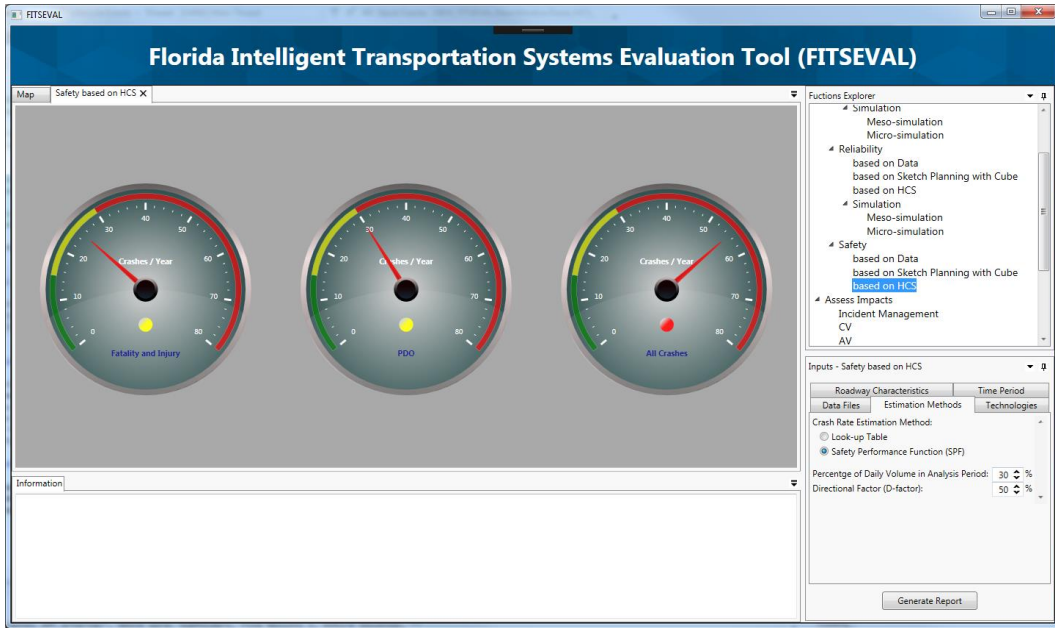 FITSEVAL
Florida Intelligent Transportation Systems Evaluation Tool (FITSEVAL)
Map
Safety based on HCS X
0
10
20
30
40
50
60
70
80
Crashes / Year
Fatality and Injury
0
10
20
30
40
50
60
70
80
Crashes / Year
PDO
0
10
20
30
40
50
60
70
80
Crashes / Year
All Crashes
Information
Fuctions Explorer
Simulation
Meso-simulation
Micro-simulation
Reliability
based on Data
based on Sketch Planning with Cube
based on HCS
Simulation
Meso-simulation
Micro-simulation
Safety
based on Data
based on Sketch Planning with Cube
based on HCS
Assess Impacts
Incident Management
CV
AV
Inputs - Safety based on HCS
Roadway Characteristics
Time Period
Data Files
Estimation Methods
Technologies
Crash Rate Estimation Method:
Look-up Table
Safety Performance Function (SPF)
Percentge of Daily Volume in Analysis Period: 30 %
Directional Factor (D-factor): 50 %
Generate Report